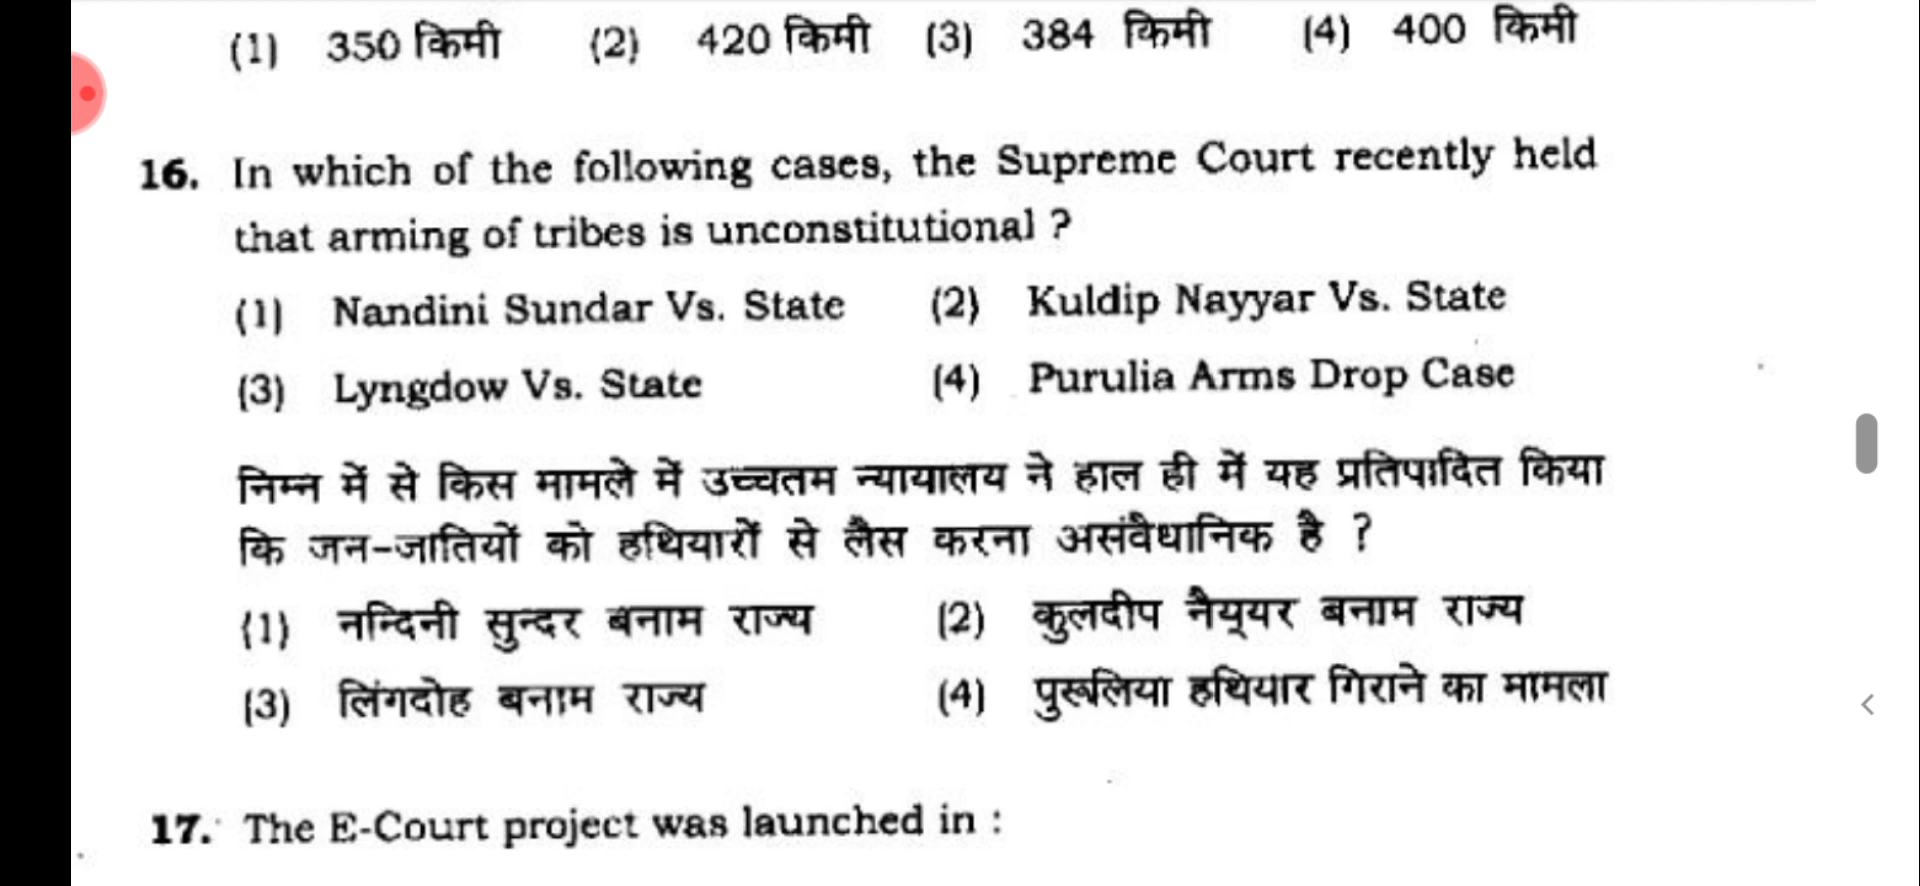 (1) 350 किमी (2) 420 किमी (3) 384 किमी (4) 400 किमी
16. In which of the following cases, the Supreme Court recently held
that arming of tribes is unconstitutional ?
(1) Nandini Sundar Vs. State (2) Kuldip Nayyar Vs. State
(3) Lyngdow Vs. State (4) Purulia Arms Drop Case
निम्न में से किस मामले में उच्चतम न्यायालय ने हाल ही में यह प्रतिपादित किया
कि जन-जातियों को हथियारों से लैस करना असंवैधानिक है ?
(1) नन्दिनी सुन्दर बनाम राज्य (2) कुलदीप नैय्यर बनाम राज्य
(3) लिंगदोह बनाम राज्य (4) पुरूलिया हथियार गिराने का मामला
17. The E-Court project was launched in :